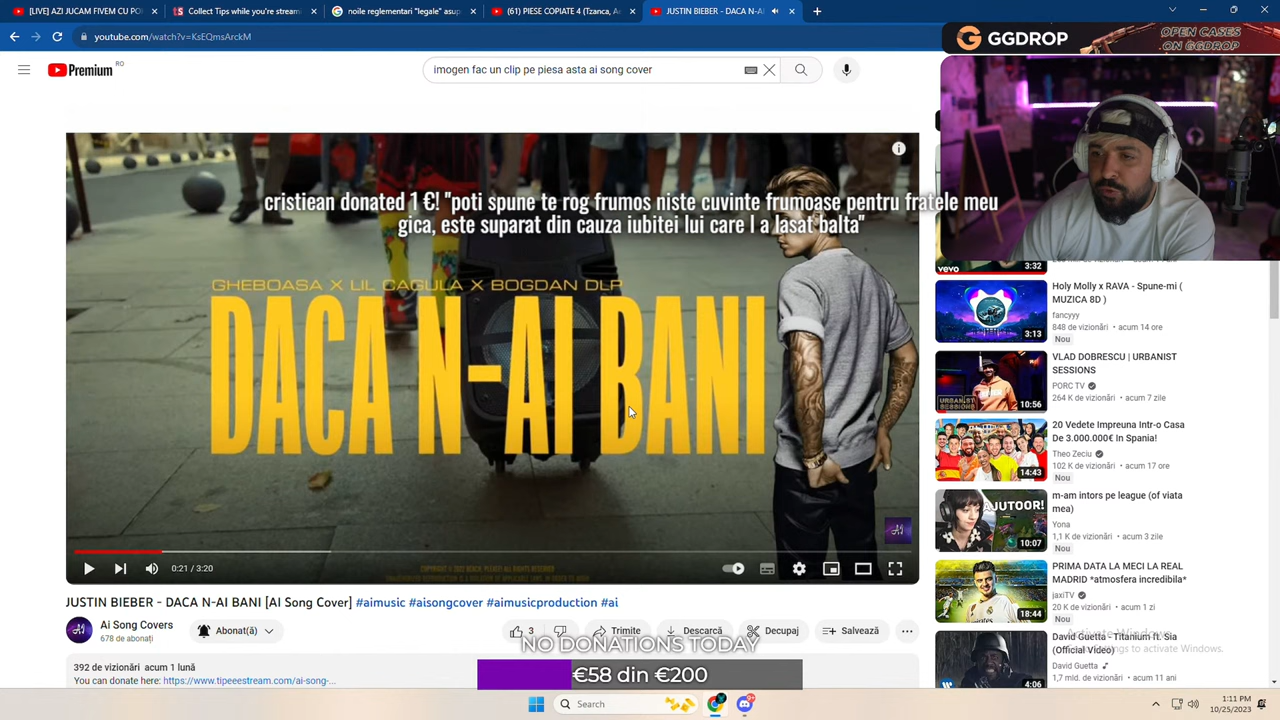 [LIVE] AZI JUCAM FIVEM CU PO
Collect Tips while you're stream
noile reglementari "legale" asup
(61) PIESE COPIATE 4 (Tzanca, A
JUSTIN BIEBER - DACA N-AI
youtube.com/watch?v=KsEQmsArckM
Premium RO
imogen fac un clip pe piesa asta ai song cover
GGDROP
OPEN CASES
ON GGDROP
cristiean donated 1 €! "poti spune te rog frumos niste cuvinte frumoase pentru fratele meu
gica, este suparat din cauza iubitei lui care l a lasat balta"
GHEBOASA X LIL CAGULA X BOGDAN DLP
DACA N-AI BANI
Ai
0:21 / 3:20
JUSTIN BIEBER - DACA N-AI BANI [AI Song Cover] #aimusic #aisongcover #aimusicproduction #ai
Ai Song Covers
678 de abonați
Abonat(ă)
3
Trimite
Descarcă
Decupaj
Salvează
NO DONATIONS TODAY
€58 din €200
392 de vizionări acum 1 lună
You can donate here: https://www.tipeeestream.com/ai-song-...
vevo
3:32
Holy Molly x RAVA - Spune-mi (
MUZICA 8D )
fancyyy
848 de vizionări • acum 14 ore
Nou
3:13
VLAD DOBRESCU | URBANIST
SESSIONS
PORC TV
264 K de vizionări • acum 7 zile
URBANIST
SESSIONS
10:56
20 Vedete Impreuna Intr-o Casa
De 3.000.000€ In Spania!
Theo Zeciu
102 K de vizionări • acum 17 ore
Nou
14:43
m-am intors pe league (of viata
mea)
Yona
1,1 K de vizionări • acum 3 zile
Nou
AJUTOOR!
10:07
PRIMA DATA LA MECI LA REAL
MADRID *atmosfera incredibila*
jaxiTV
20 K de vizionări • acum 1 zi
Nou
18:44
David Guetta - Titanium ft. Sia
(Official Video)
David Guetta
1,7 mld. de vizionări • acum 11 ani
4:06
Activate Windows
Go to Settings to activate Windows.
Search
9+
1:11 PM
10/25/2023